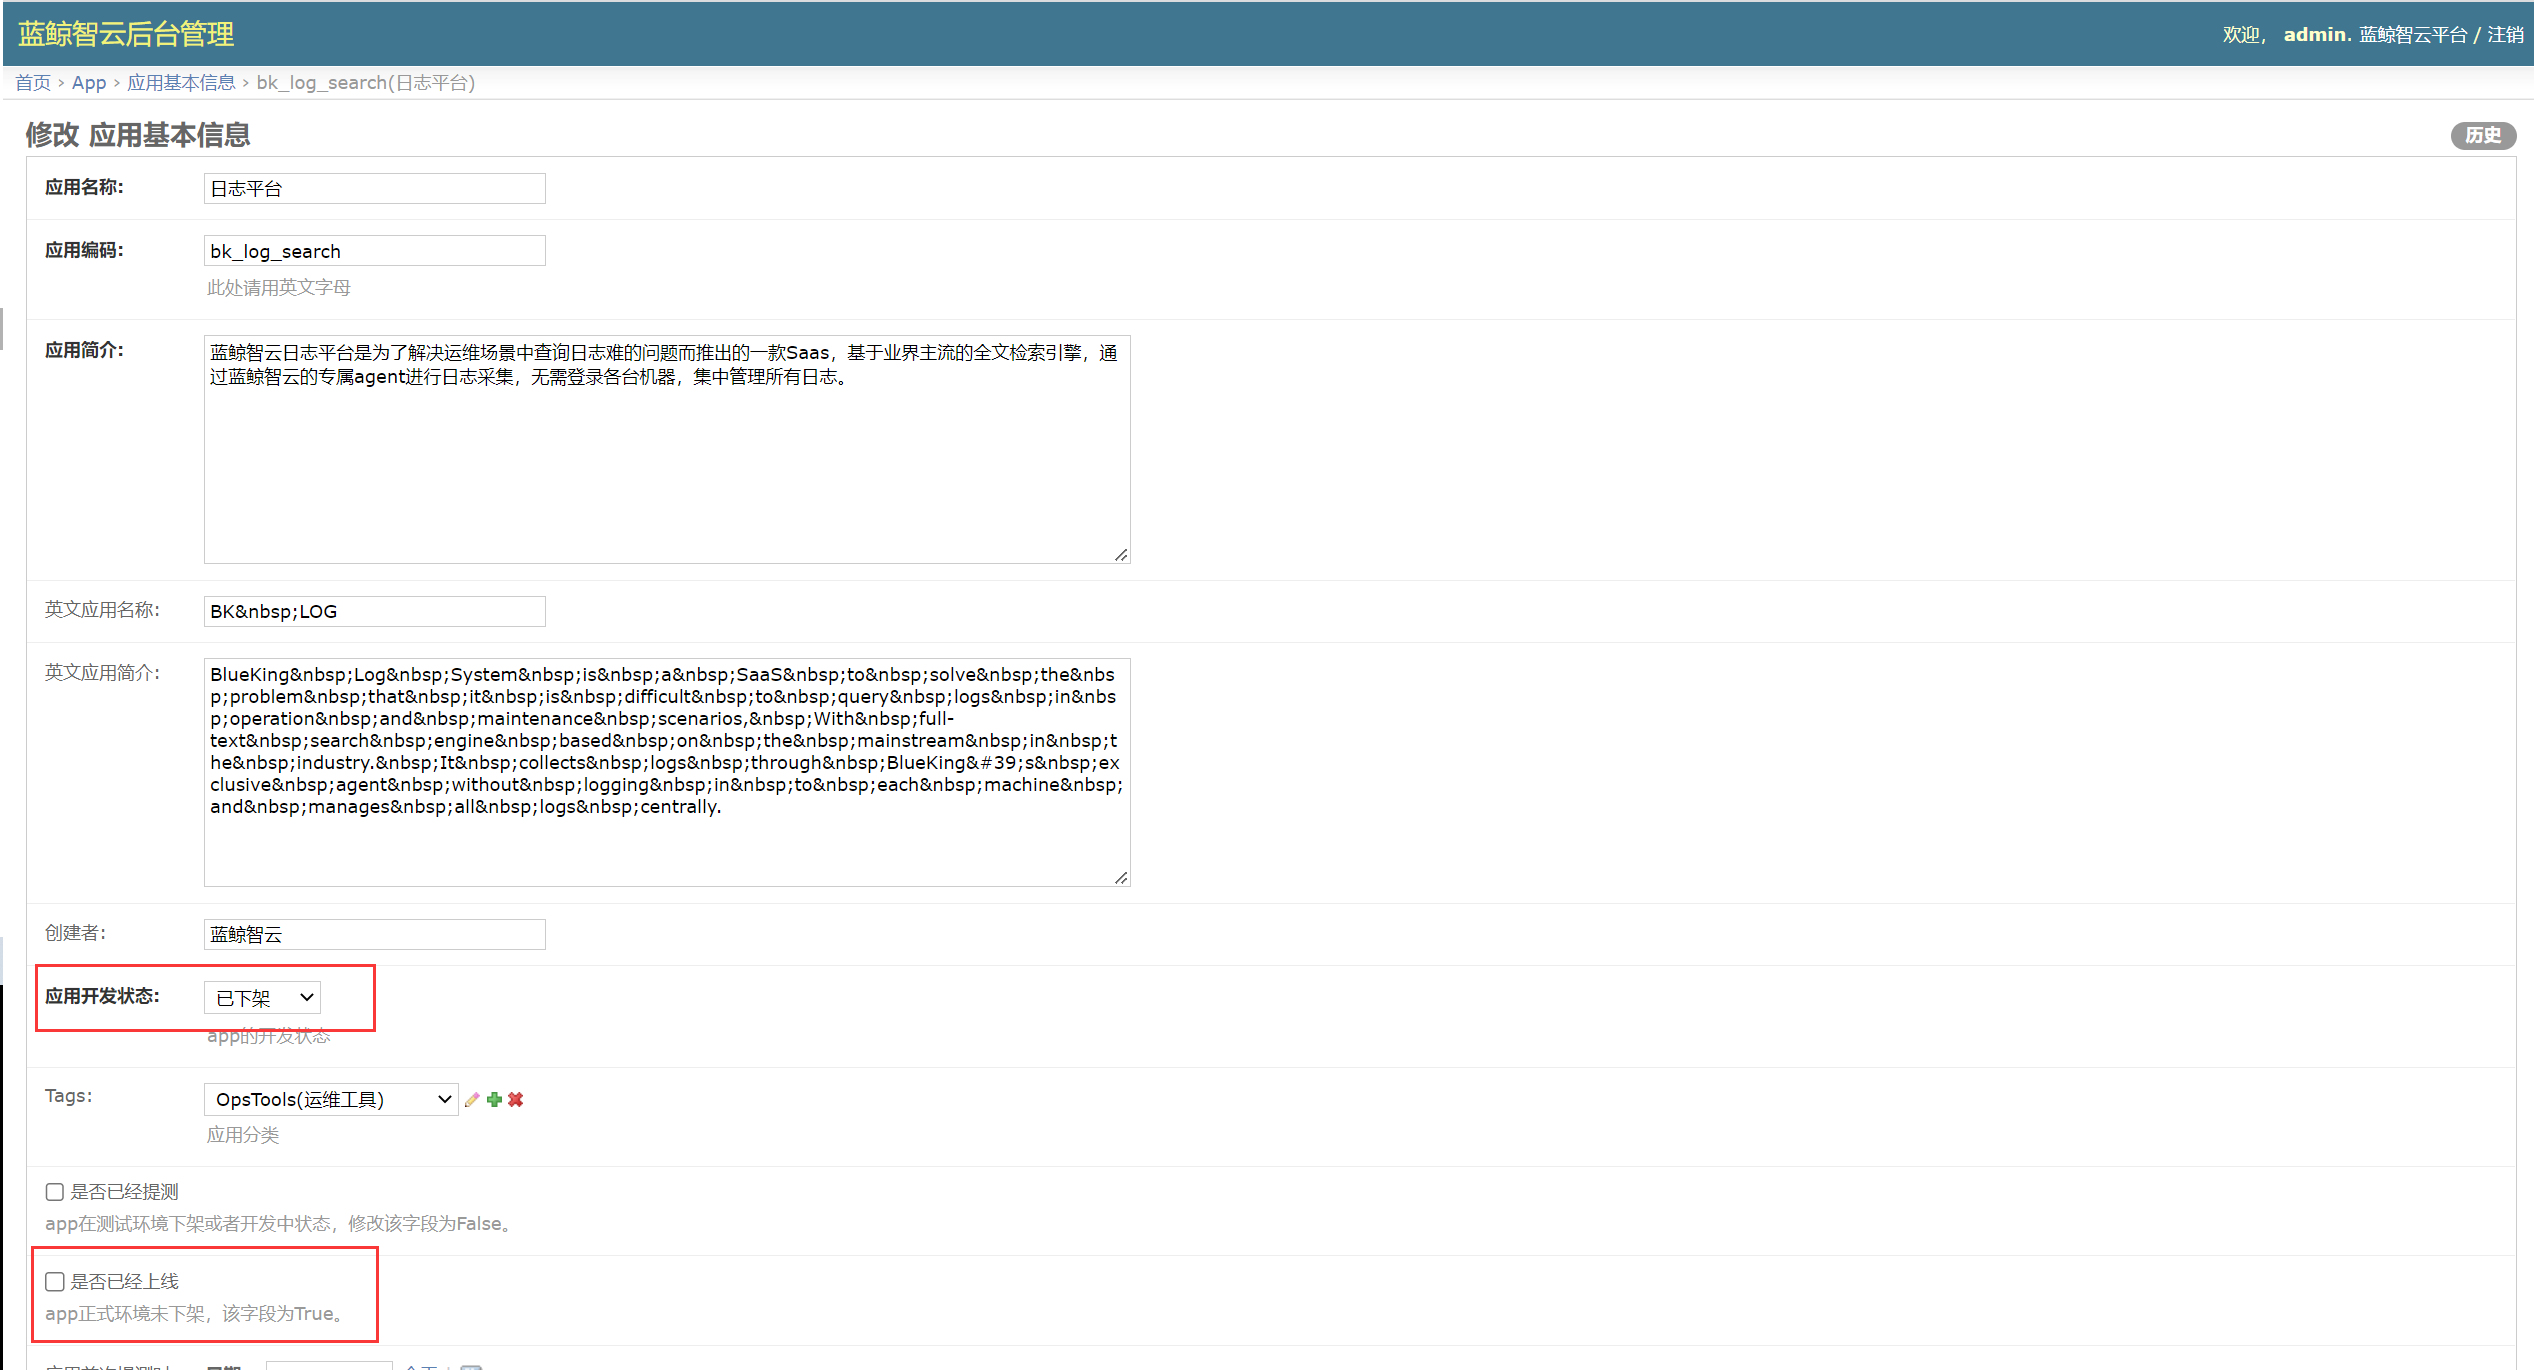 蓝鲸智云后台管理
欢迎， admin. 蓝鲸智云平台 / 注销
首页 › App › 应用基本信息 › bk_log_search(日志平台)
修改 应用基本信息
历史
应用名称:
日志平台
应用编码:
bk_log_search
此处请用英文字母
应用简介:
蓝鲸智云日志平台是为了解决运维场景中查询日志难的问题而推出的一款Saas，基于业界主流的全文检索引擎，通
过蓝鲸智云的专属agent进行日志采集，无需登录各台机器，集中管理所有日志。
英文应用名称:
BK&nbsp;LOG
英文应用简介:
BlueKing&nbsp;Log&nbsp;System&nbsp;is&nbsp;a&nbsp;SaaS&nbsp;to&nbsp;solve&nbsp;the&nbs
p;problem&nbsp;that&nbsp;it&nbsp;is&nbsp;difficult&nbsp;to&nbsp;query&nbsp;logs&nbsp;in&nbs
p;operation&nbsp;and&nbsp;maintenance&nbsp;scenarios,&nbsp;With&nbsp;full-
text&nbsp;search&nbsp;engine&nbsp;based&nbsp;on&nbsp;the&nbsp;mainstream&nbsp;in&nbsp;t
he&nbsp;industry.&nbsp;It&nbsp;collects&nbsp;logs&nbsp;through&nbsp;BlueKing&#39;s&nbsp;ex
clusive&nbsp;agent&nbsp;without&nbsp;logging&nbsp;in&nbsp;to&nbsp;each&nbsp;machine&nbsp;
and&nbsp;manages&nbsp;all&nbsp;logs&nbsp;centrally.
创建者:
蓝鲸智云
应用开发状态:
已下架
app的开发状态
Tags:
OpsTools(运维工具)
应用分类
是否已经提测
app在测试环境下架或者开发中状态，修改该字段为False。
是否已经上线
app正式环境未下架，该字段为True。